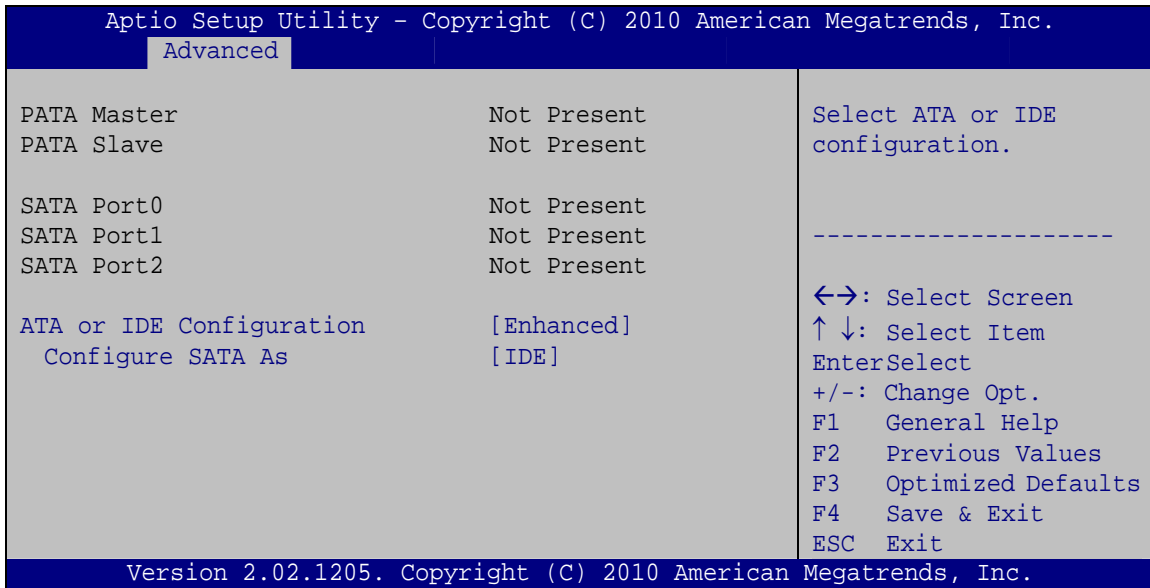 Aptio Setup Utility – Copyright (C) 2010 American Megatrends, Inc.
Advanced
PATA Master Not Present
PATA Slave Not Present
SATA Port0 Not Present
SATA Port1 Not Present
SATA Port2 Not Present
ATA or IDE Configuration [Enhanced]
Configure SATA As [IDE]
Select ATA or IDE
configuration.
---------------------
←→: Select Screen
↑ ↓: Select Item
EnterSelect
+/-: Change Opt.
F1 General Help
F2 Previous Values
F3 Optimized Defaults
F4 Save & Exit
ESC Exit
Version 2.02.1205. Copyright (C) 2010 American Megatrends, Inc.